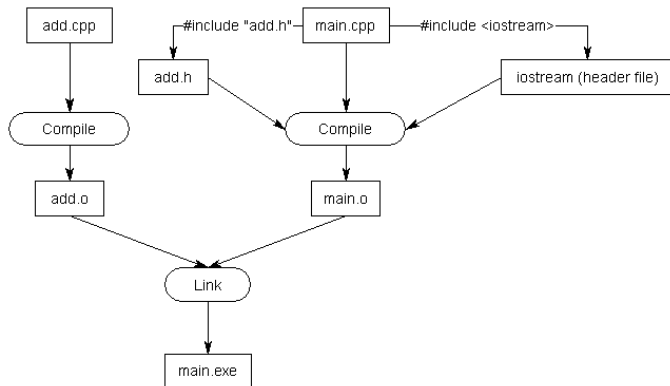 add.cpp
#include "add.h"
main.cpp
#include <iostream>
add.h
iostream (header file)
Compile
Compile
add.o
main.o
Link
main.exe